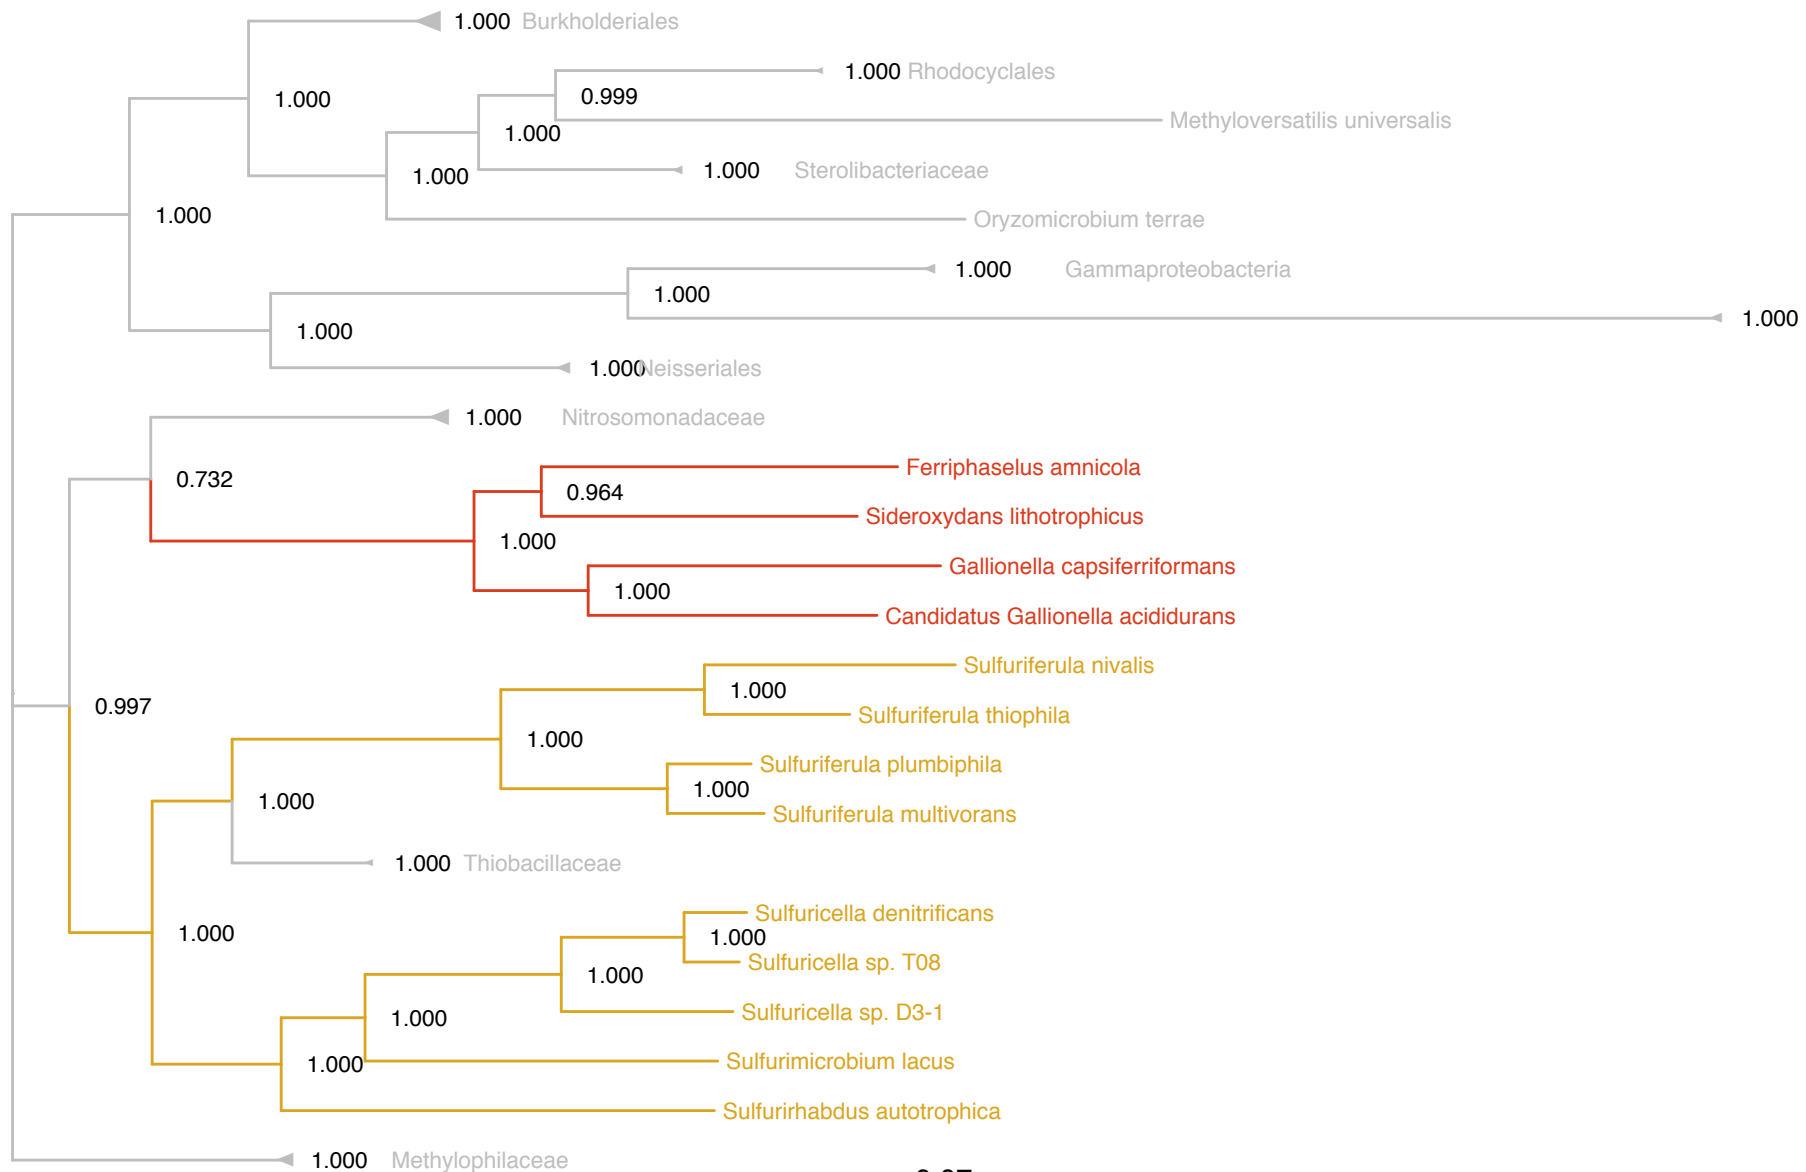 1.000 Burkholderiales
1.000 Rhodocyclales
1.000
0.999
Methyloversatilis universalis
1.000
1.000 Sterolibacteriaceae
1.000
1.000
Oryzomicrobium terrae
1.000 Gammaproteobacteria
1.000
1.000
1.000
1.000 Neisseriales
1.000 Nitrosomonadaceae
Ferriphaselus amnicola
0.732
0.964
Sideroxydans lithotrophicus
1.000
Gallionella capsiferriformans
1.000
Candidatus Gallionella acididurans
Sulfuriferula nivalis
1.000
0.997
Sulfuriferula thiophila
1.000
Sulfuriferula plumbiphila
1.000
1.000
Sulfuriferula multivorans
1.000 Thiobacillaceae
Sulfuricella denitrificans
1.000
1.000
Sulfuricella sp. T08
1.000
Sulfuricella sp. D3-1
1.000
Sulfurimicrobium lacus
1.000
Sulfurirhabdus autotrophica
1.000 Methylophilaceae